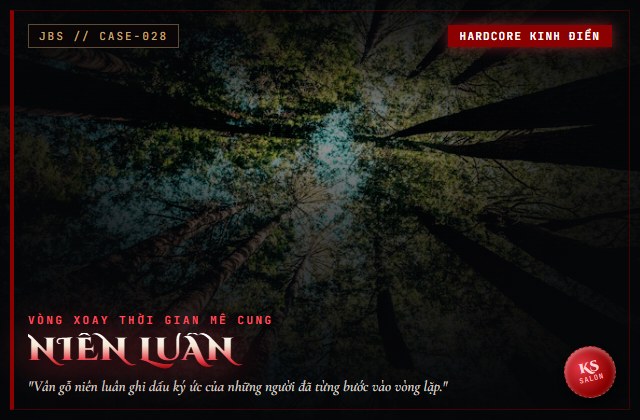 JBS // CASE-028
HARDCORE KINH ĐIỂN
VÒNG XOAY THỜI GIAN MÊ CUNG
NIÊN LUÂN
"Vân gỗ niên luân ghi dấu ký ức của những người đã từng bước vào vòng lặp."
KS
SALON